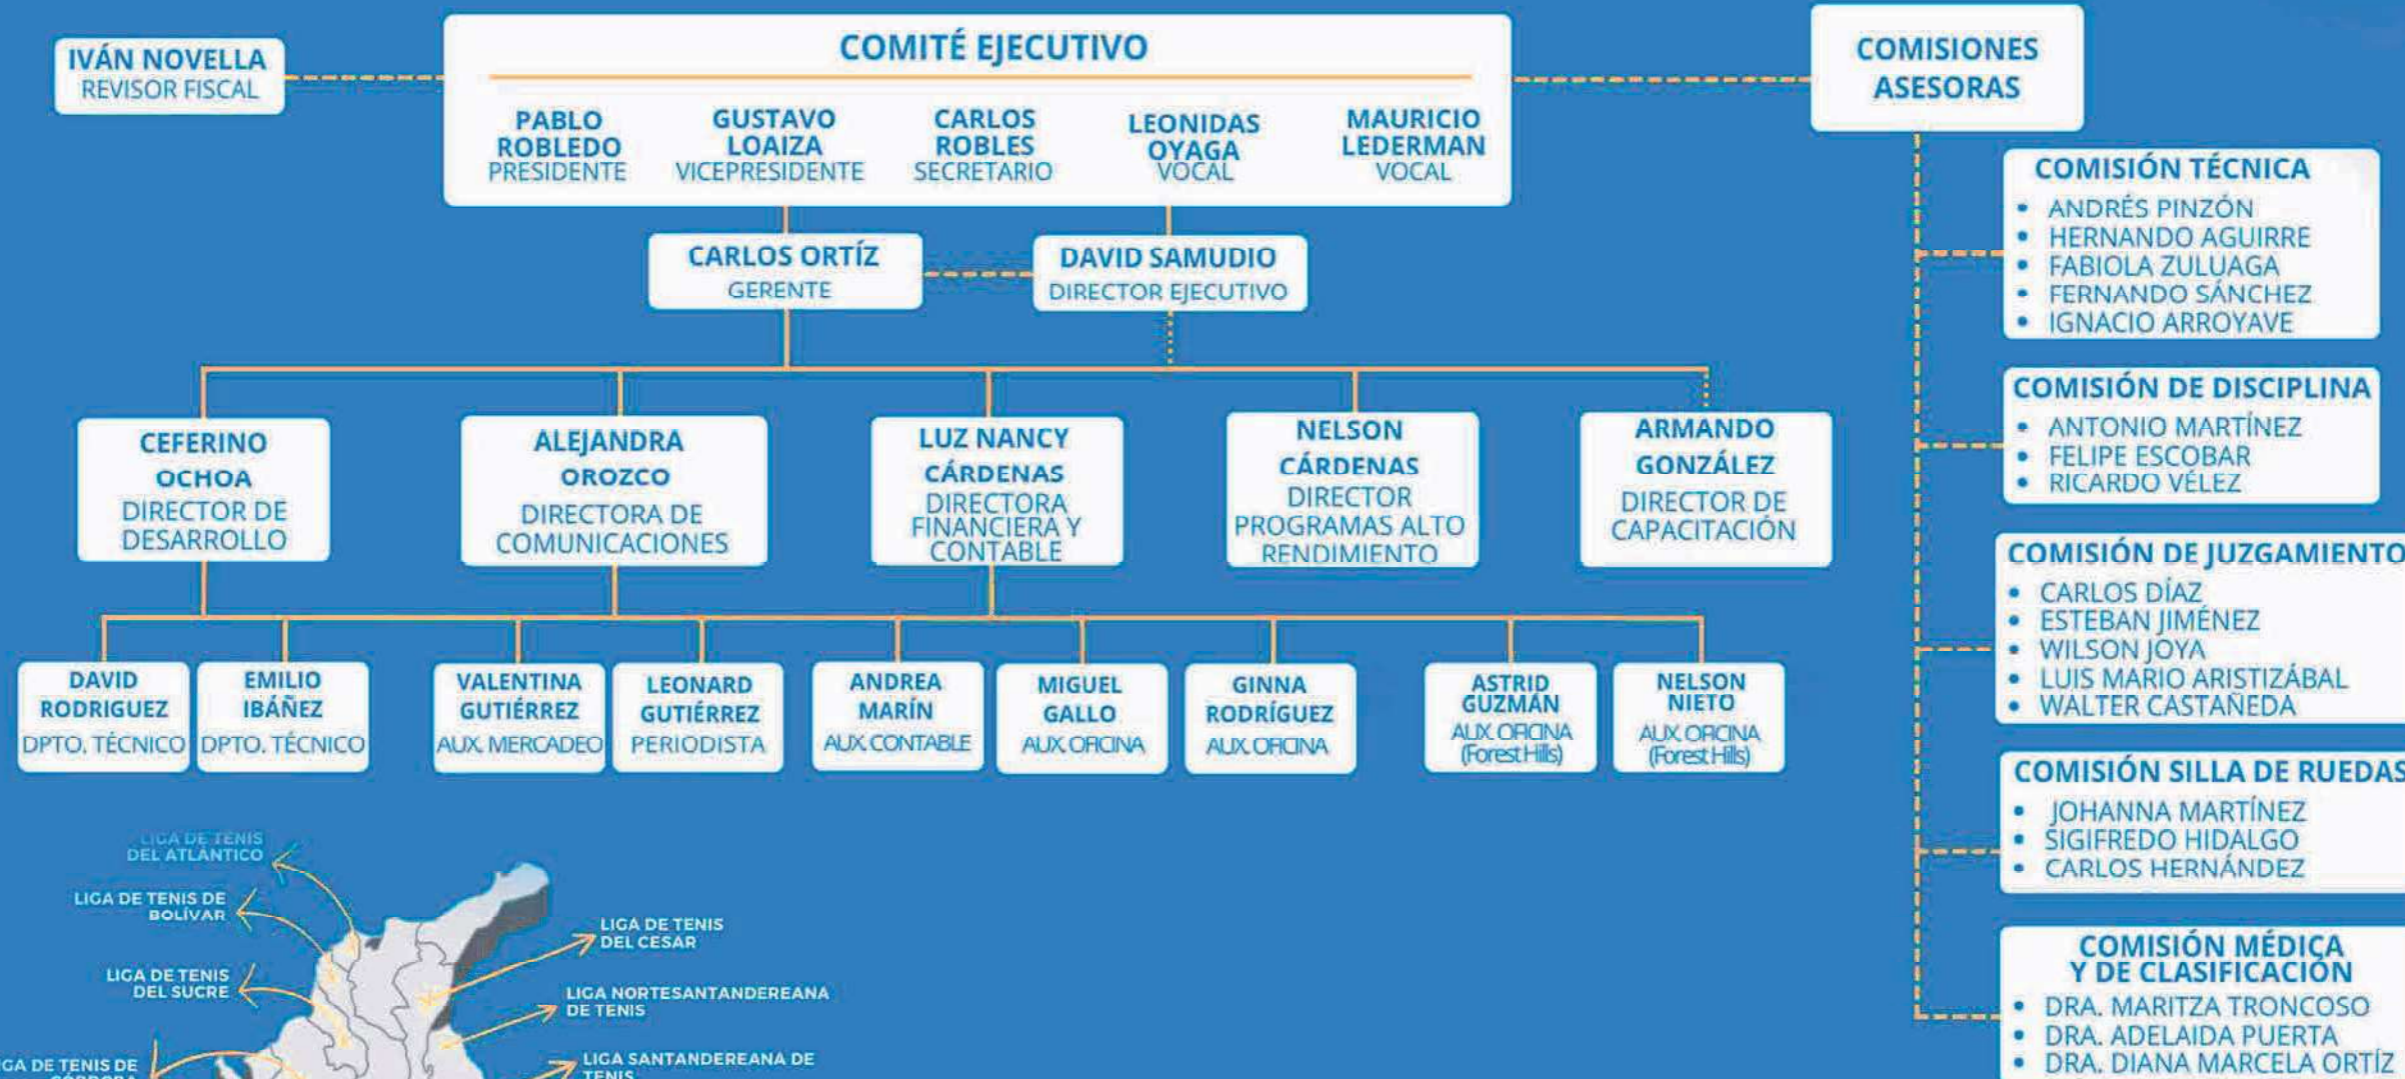 IVÁN NOVELLA
REVISOR FISCAL
COMITÉ EJECUTIVO
PABLO
ROBLEDO
PRESIDENTE
GUSTAVO
LOAIZA
VICEPRESIDENTE
CARLOS
ROBLES
SECRETARIO
LEONIDAS
OYAGA
VOCAL
MAURICIO
LEDERMAN
VOCAL
COMISIONES
ASESORAS
CARLOS ORTÍZ
GERENTE
DAVID SAMUDIO
DIRECTOR EJECUTIVO
CEFERINO
OCHOA
DIRECTOR DE
DESARROLLO
ALEJANDRA
OROZCO
DIRECTORA DE
COMUNICACIONES
LUZ NANCY
CÁRDENAS
DIRECTORA
FINANCIERA Y
CONTABLE
NELSON
CÁRDENAS
DIRECTOR
PROGRAMAS ALTO
RENDIMIENTO
ARMANDO
GONZÁLEZ
DIRECTOR DE
CAPACITACIÓN
DAVID
RODRIGUEZ
DPTO. TÉCNICO
EMILIO
IBÁÑEZ
DPTO. TÉCNICO
VALENTINA
GUTIÉRREZ
AUX. MERCADEO
LEONARD
GUTIÉRREZ
PERIODISTA
ANDREA
MARÍN
AUX. CONTABLE
MIGUEL
GALLO
AUX. OFICINA
GINNA
RODRÍGUEZ
AUX. OFICINA
ASTRID
GUZMÁN
AUX. OFICINA
(Forest Hills)
NELSON
NIETO
AUX. OFICINA
(Forest Hills)
COMISIÓN TÉCNICA
• ANDRÉS PINZÓN
• HERNANDO AGUIRRE
• FABIOLA ZULUAGA
• FERNANDO SÁNCHEZ
• IGNACIO ARROYAVE
COMISIÓN DE DISCIPLINA
• ANTONIO MARTÍNEZ
• FELIPE ESCOBAR
• RICARDO VÉLEZ
COMISIÓN DE JUZGAMIENTO
• CARLOS DÍAZ
• ESTEBAN JIMÉNEZ
• WILSON JOYA
• LUIS MARIO ARISTIZÁBAL
• WALTER CASTAÑEDA
COMISIÓN SILLA DE RUEDAS
• JOHANNA MARTÍNEZ
• SIGIFREDO HIDALGO
• CARLOS HERNÁNDEZ
COMISIÓN MÉDICA
Y DE CLASIFICACIÓN
• DRA. MARITZA TRONCOSO
• DRA. ADELAIDA PUERTA
• DRA. DIANA MARCELA ORTÍZ
LIGA DE TENIS
DEL ATLÁNTICO
LIGA DE TENIS DE
BOLÍVAR
LIGA DE TENIS
DEL SUCRE
DE TENIS DE
LIGA DE TENIS
DEL CESAR
LIGA NORTESANTANDEREANA
DE TENIS
LIGA SANTANDEREANA DE
TENIS